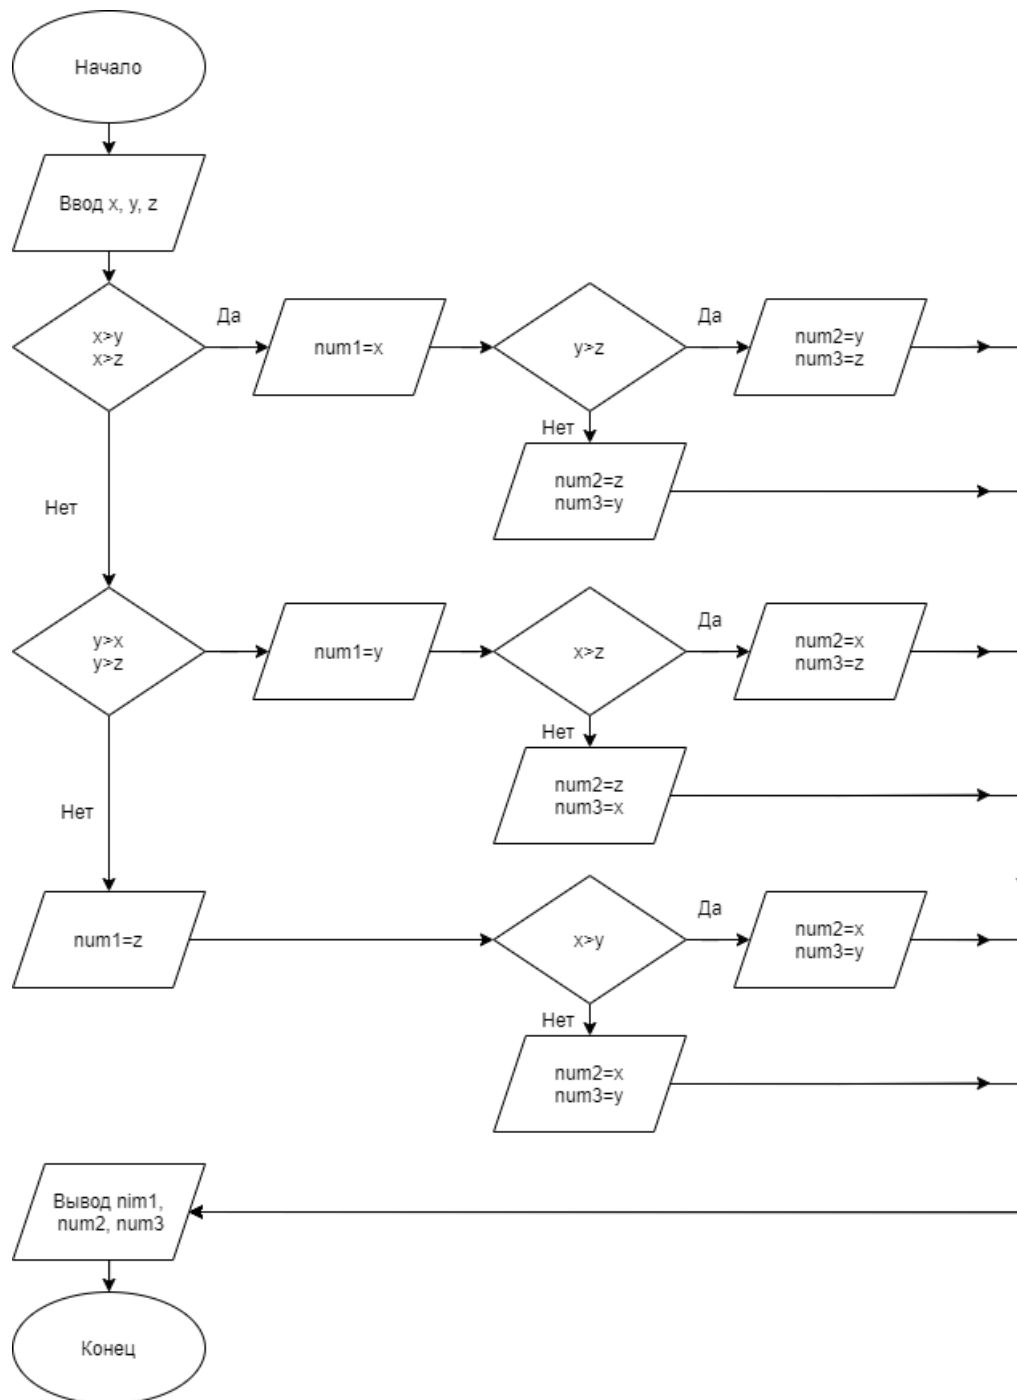 Начало
Ввод x, y, z
x>y
x>z
Да
num1=x
y>z
Да
num2=y
num3=z
Нет
num2=z
num3=y
Нет
y>x
y>z
num1=y
x>z
Да
num2=x
num3=z
Нет
num2=z
num3=x
Нет
num1=z
x>y
Да
num2=x
num3=y
Нет
num2=x
num3=y
Вывод nim1,
num2, num3
Конец